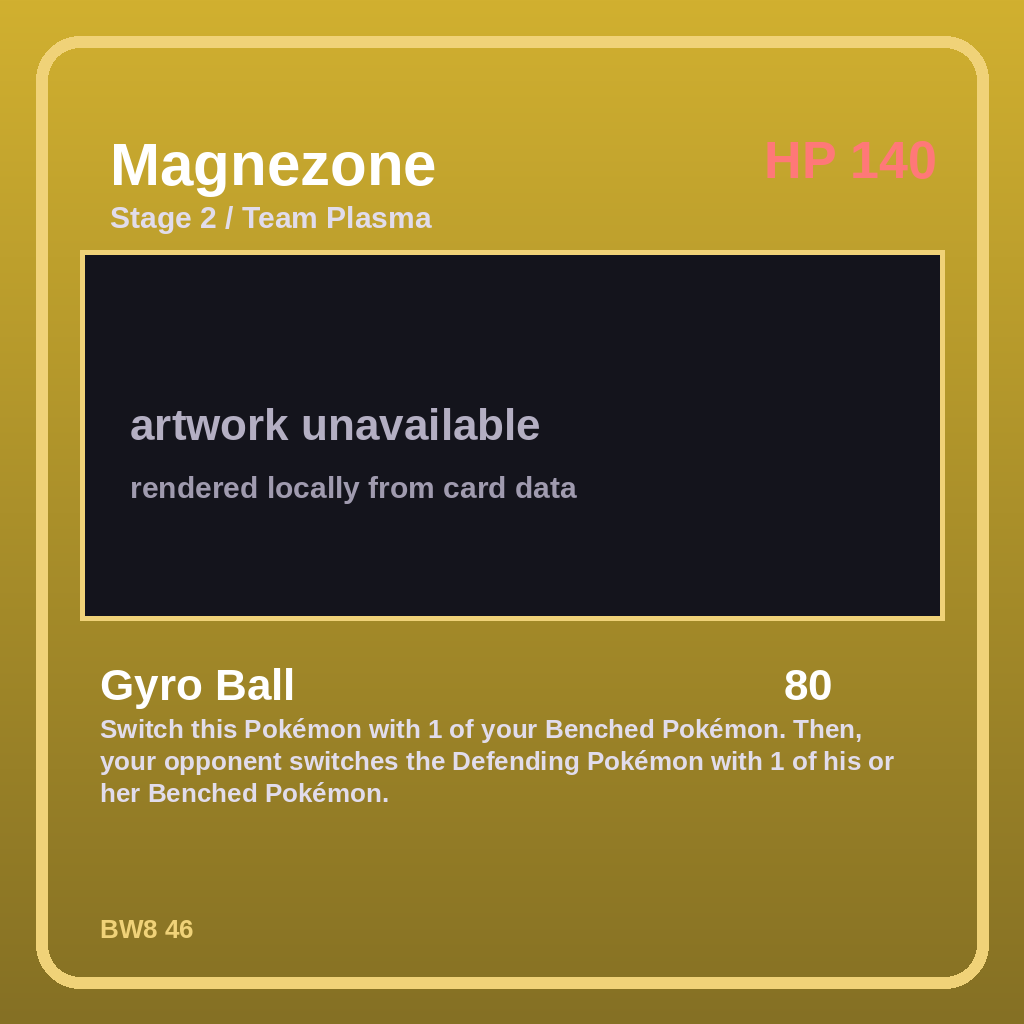 Magnezone
HP 140
Stage 2 / Team Plasma
artwork unavailable
rendered locally from card data
Gyro Ball
80
Switch this Pokémon with 1 of your Benched Pokémon. Then,
your opponent switches the Defending Pokémon with 1 of his or
her Benched Pokémon.
BW8 46